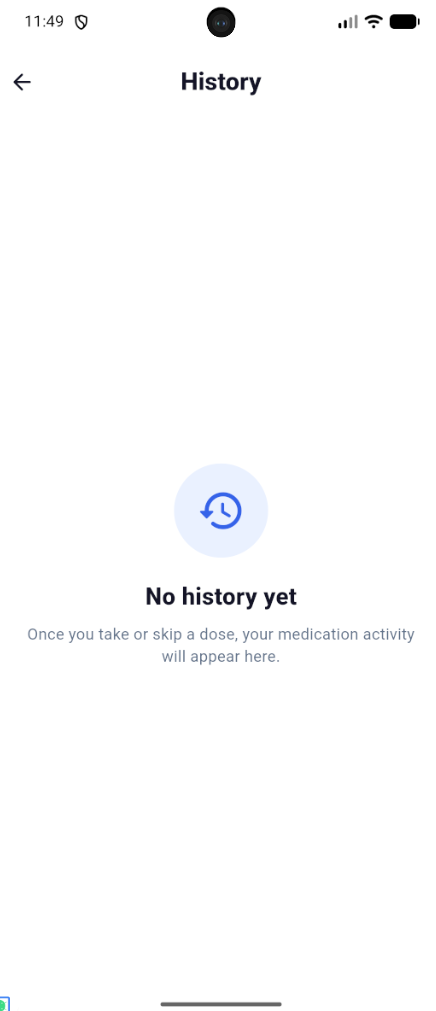 11:49
History
No history yet
Once you take or skip a dose, your medication activity
will appear here.